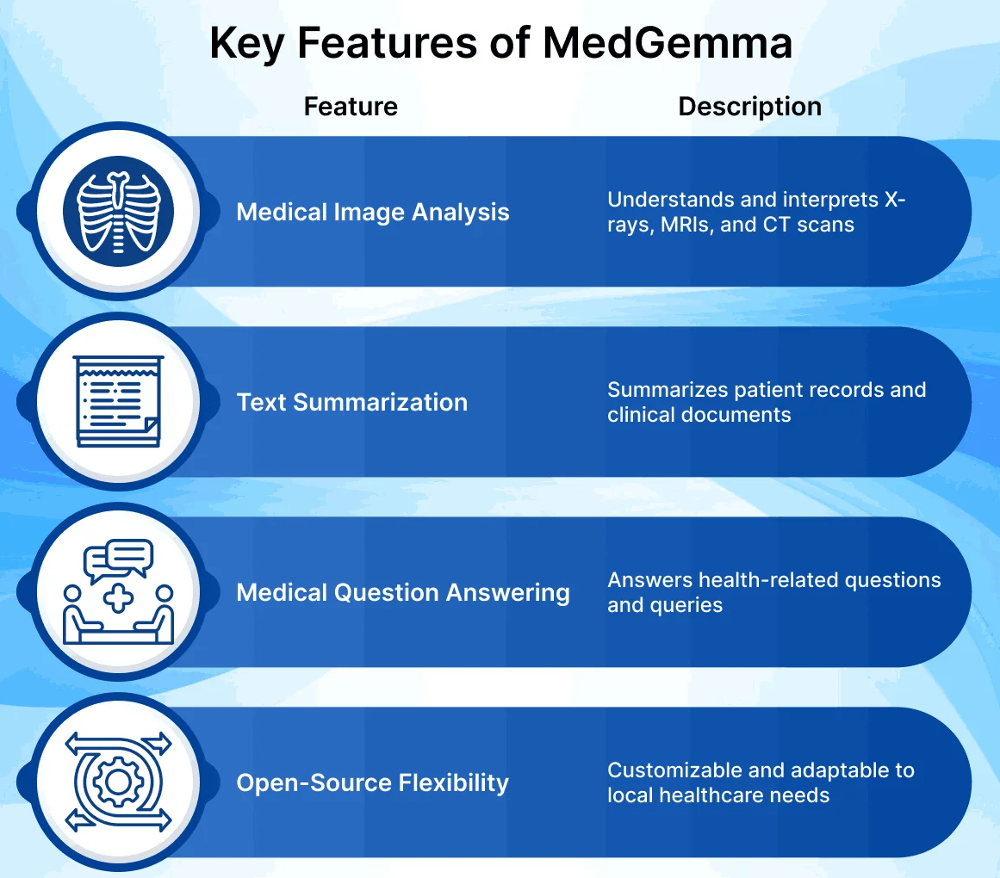 Key Features of MedGemma
Feature
Description
Medical Image Analysis
Understands and interprets X-
rays, MRIs, and CT scans
Text Summarization
Summarizes patient records and
clinical documents
Medical Question Answering
Answers health-related questions
and queries
Open-Source Flexibility
Customizable and adaptable to
local healthcare needs